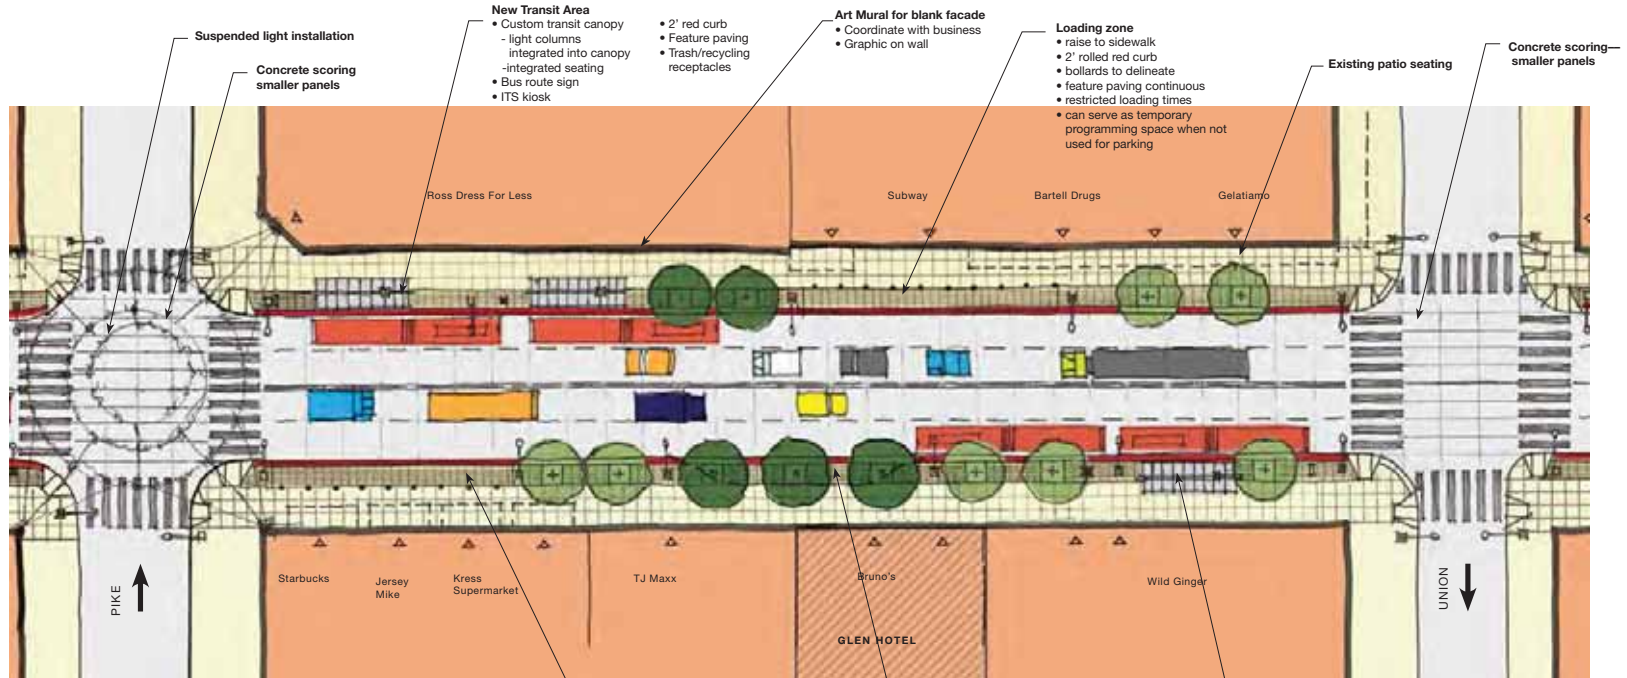 Suspended light installation
Concrete scoring
smaller panels
New Transit Area
• Custom transit canopy
- light columns
integrated into canopy
-integrated seating
• Bus route sign
• ITS kiosk
• 2’ red curb
• Feature paving
• Trash/recycling
receptacles
Art Mural for blank facade
• Coordinate with business
• Graphic on wall
Loading zone
• raise to sidewalk
• 2’ rolled red curb
• bollards to delineate
• feature paving continuous
• restricted loading times
• can serve as temporary
programming space when not
used for parking
Existing patio seating
Concrete scoring—
smaller panels
Ross Dress For Less
Subway
Bartell Drugs
Gelatiamo
Starbucks
Jersey
Mike
Kress
Supermarket
TJ Maxx
Bruno’s
Wild Ginger
GLEN HOTEL
PIKE
UNION